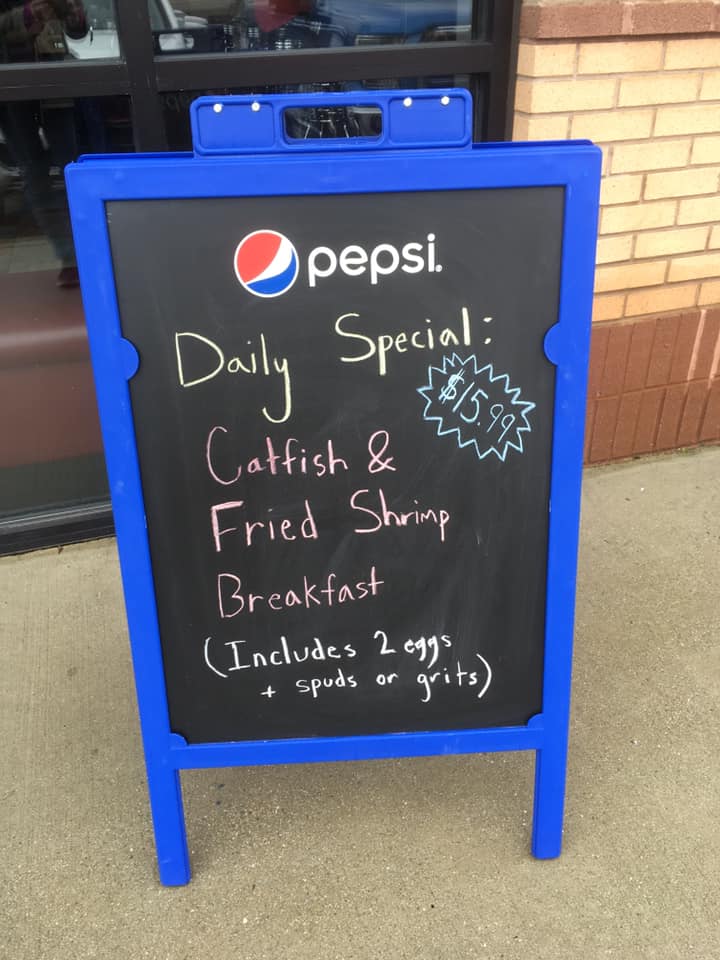 pepsi.
Daily Special:
$15.99
Catfish &
Fried Shrimp
Breakfast
(Includes 2 eggs
+ spuds or grits)